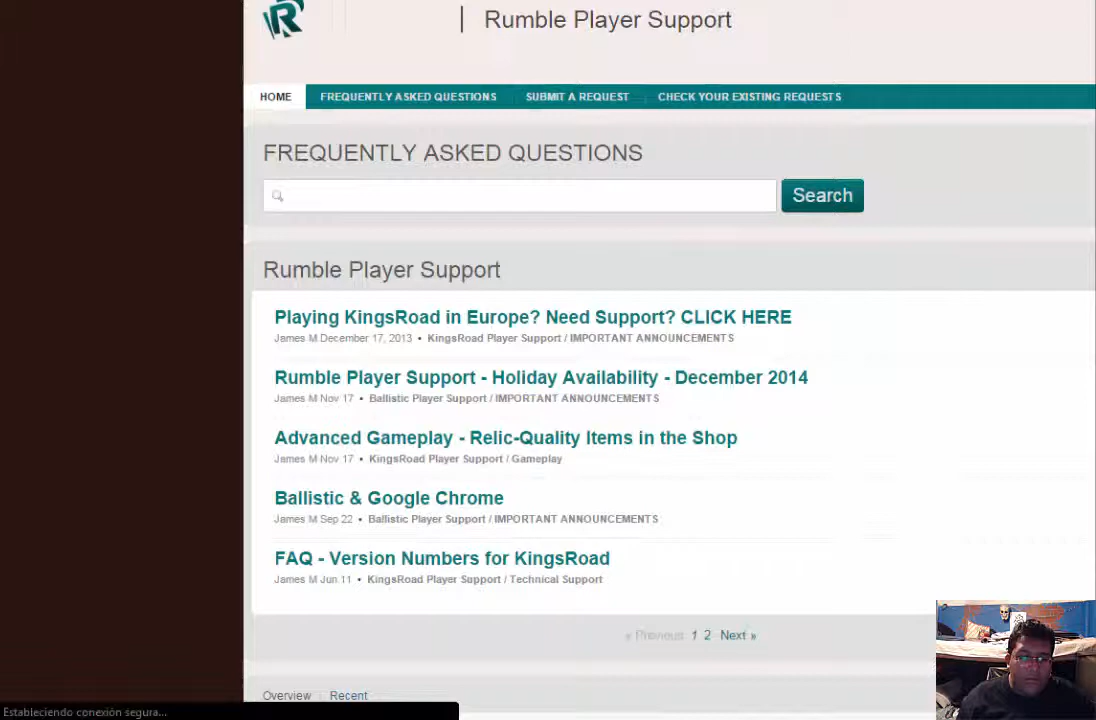 Rumble Player Support
HOME FREQUENTLY ASKED QUESTIONS SUBMIT A REQUEST CHECK YOUR EXISTING REQUESTS
FREQUENTLY ASKED QUESTIONS
Search
Rumble Player Support
Playing KingsRoad in Europe? Need Support? CLICK HERE
James M December 17, 2013 • KingsRoad Player Support / IMPORTANT ANNOUNCEMENTS
Rumble Player Support - Holiday Availability - December 2014
James M Nov 17 • Ballistic Player Support / IMPORTANT ANNOUNCEMENTS
Advanced Gameplay - Relic-Quality Items in the Shop
James M Nov 17 • KingsRoad Player Support / Gameplay
Ballistic & Google Chrome
James M Sep 22 • Ballistic Player Support / IMPORTANT ANNOUNCEMENTS
FAQ - Version Numbers for KingsRoad
James M Jun 11 • KingsRoad Player Support / Technical Support
« Previous 1 2 Next »
Overview Recent
Estableciendo conexión segura...